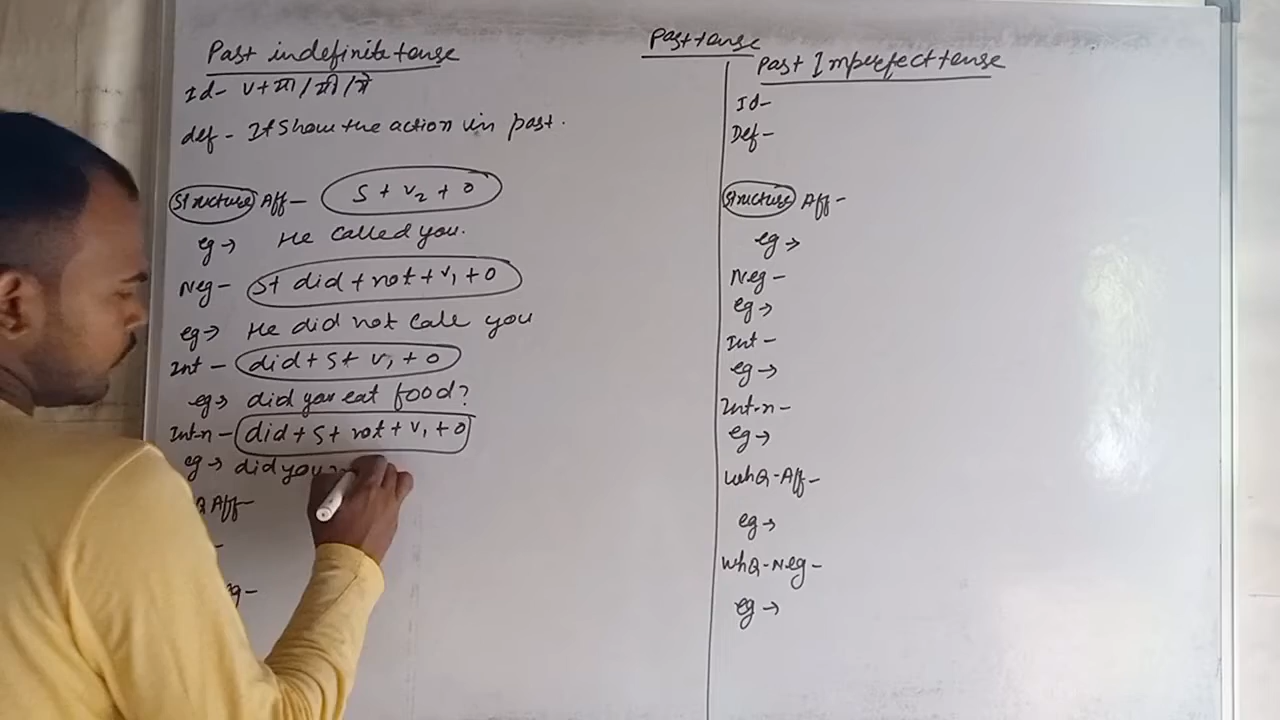 Past tense
Past indefinite tense
Id- V+या/यी/ये
def - It Show the action in past.
Structure Aff- S + V2 + O
eg → He called you.
Neg- S+ did + not + V1 + O
eg → He did not call you
Int - did + S + V1 + O
eg → did you eat food?
Int-n - did + S + not + V1 + O
eg → did you
Q Aff-
Past Imperfect tense
Id-
Def-
Structure Aff-
eg →
Neg-
eg →
Int-
eg →
Int-n-
eg →
WhQ-Aff-
eg →
WhQ-Neg-
eg →